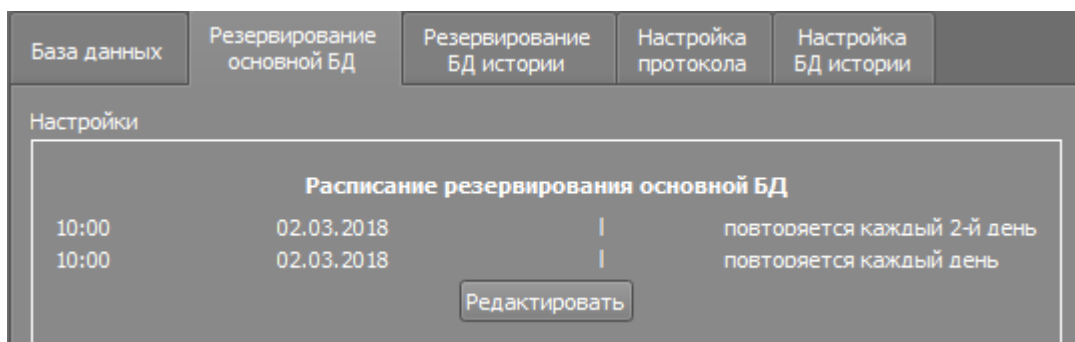 База данных
Резервирование
основной БД
Резервирование
БД истории
Настройка
протокола
Настройка
БД истории
Настройки
Расписание резервирования основной БД
10:00 02.03.2018 | повторяется каждый 2-й день
10:00 02.03.2018 | повторяется каждый день
Редактировать